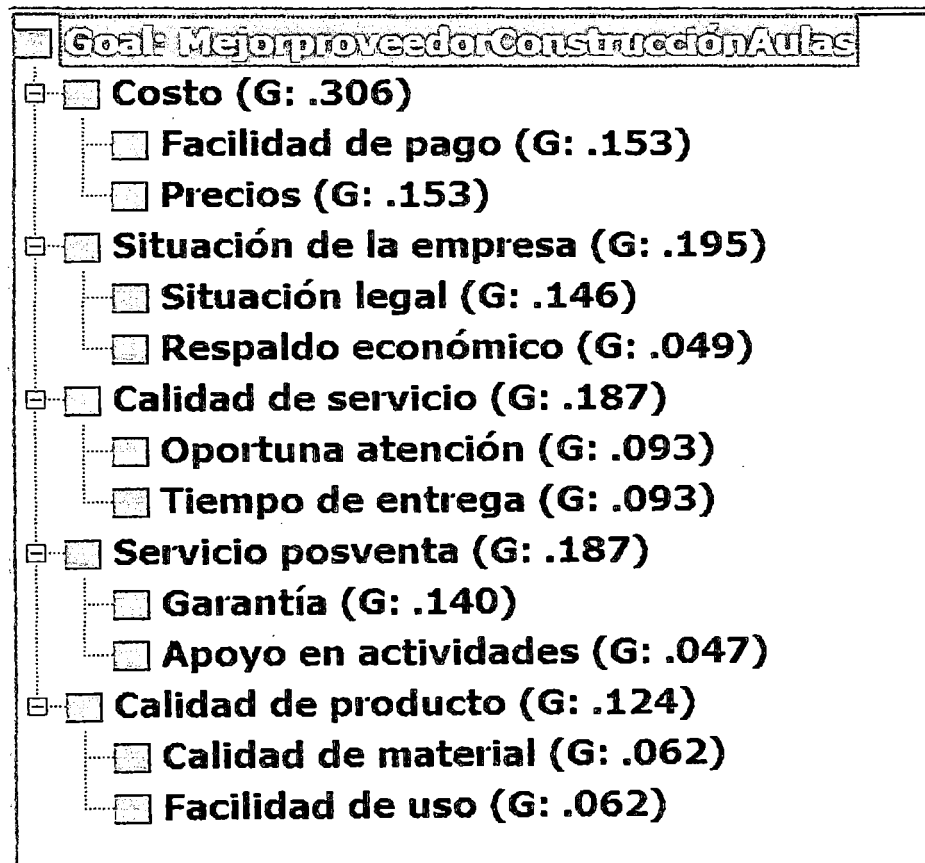 Goal: MejorproveedorConstrucciónAulas
Costo (G: .306)
Facilidad de pago (G: .153)
Precios (G: .153)
Situación de la empresa (G: .195)
Situación legal (G: .146)
Respaldo económico (G: .049)
Calidad de servicio (G: .187)
Oportuna atención (G: .093)
Tiempo de entrega (G: .093)
Servicio posventa (G: .187)
Garantía (G: .140)
Apoyo en actividades (G: .047)
Calidad de producto (G: .124)
Calidad de material (G: .062)
Facilidad de uso (G: .062)